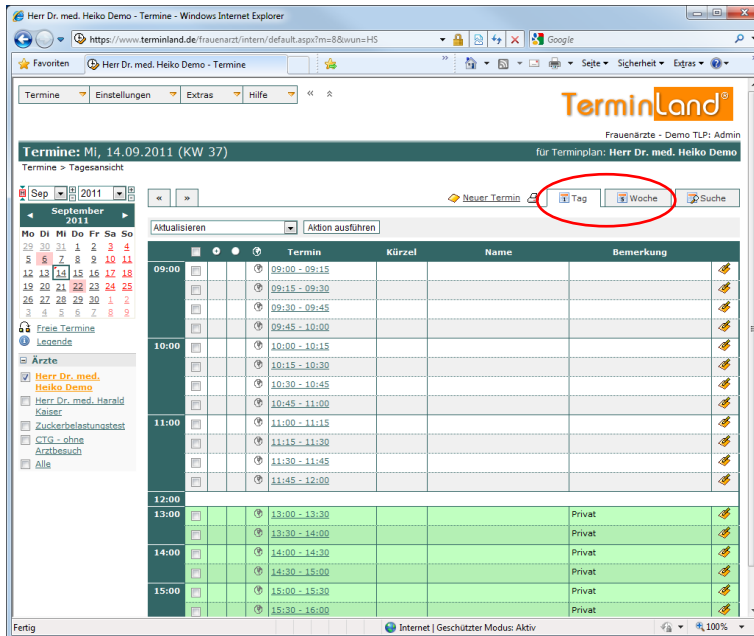 Herr Dr. med. Heiko Demo - Termine - Windows Internet Explorer
https://www.terminland.de/frauenarzt/intern/default.aspx?m=8&wun=HS
Google
Favoriten
Herr Dr. med. Heiko Demo - Termine
Seite
Sicherheit
Extras
Termine
Einstellungen
Extras
Hilfe
« 
Terminland®
Frauenärzte - Demo TLP: Admin
Termine: Mi, 14.09.2011 (KW 37)
für Terminplan: Herr Dr. med. Heiko Demo
Termine > Tagesansicht
Sep 2011
« »
Neuer Termin
1 Tag
5 Woche
Suche
September 2011
Mo Di Mi Do Fr Sa So
29 30 31 1 2 3 4
5 6 7 8 9 10 11
12 13 14 15 16 17 18
19 20 21 22 23 24 25
26 27 28 29 30 1 2
3 4 5 6 7 8 9
Freie Termine
Legende
Ärzte
Herr Dr. med. Heiko Demo
Herr Dr. med. Harald Kaiser
Zuckerbelastungstest
CTG - ohne Arztbesuch
Alle
Aktualisieren
Aktion ausführen
Termin Kürzel Name Bemerkung
09:00 09:00 - 09:15
09:15 - 09:30
09:30 - 09:45
09:45 - 10:00
10:00 10:00 - 10:15
10:15 - 10:30
10:30 - 10:45
10:45 - 11:00
11:00 11:00 - 11:15
11:15 - 11:30
11:30 - 11:45
11:45 - 12:00
12:00
13:00 13:00 - 13:30 Privat
13:30 - 14:00 Privat
14:00 14:00 - 14:30 Privat
14:30 - 15:00 Privat
15:00 15:00 - 15:30 Privat
15:30 - 16:00 Privat
Fertig
Internet | Geschützter Modus: Aktiv
100%